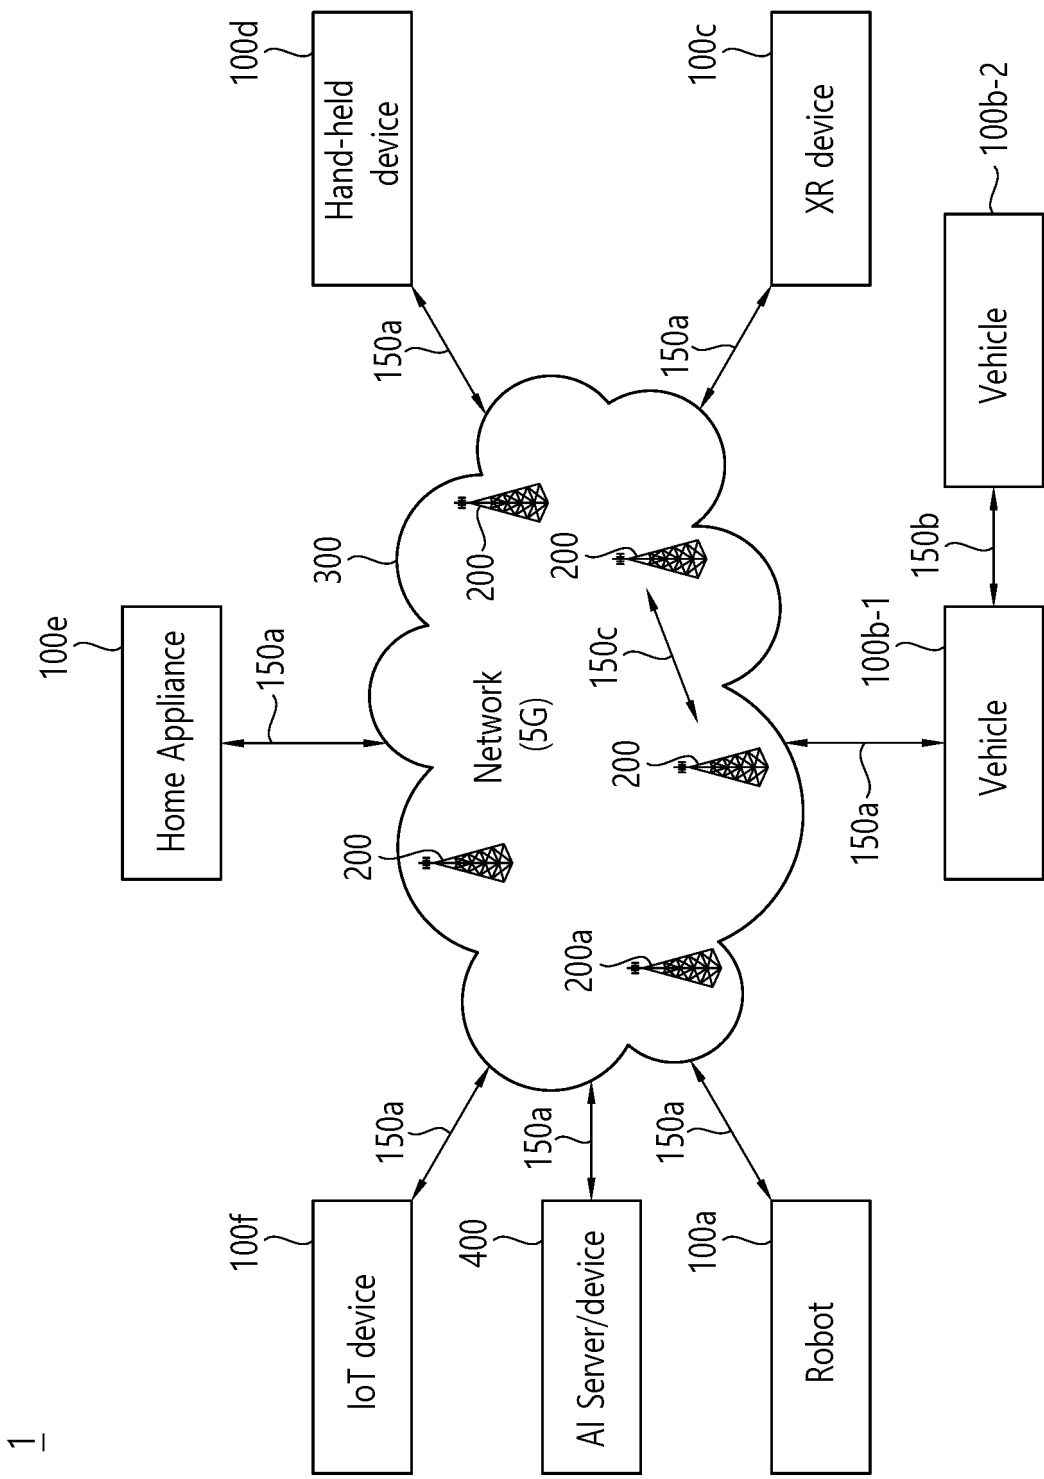 1
100e
Home Appliance
150a
100f
IoT device
150a
300
100d
Hand-held
device
150a
200
200
Network
(5G)
400
AI Server/device
150a
200a
200
150c
200
100a
Robot
150a
150a
100c
XR device
150a
100b-1
Vehicle
150b
100b-2
Vehicle